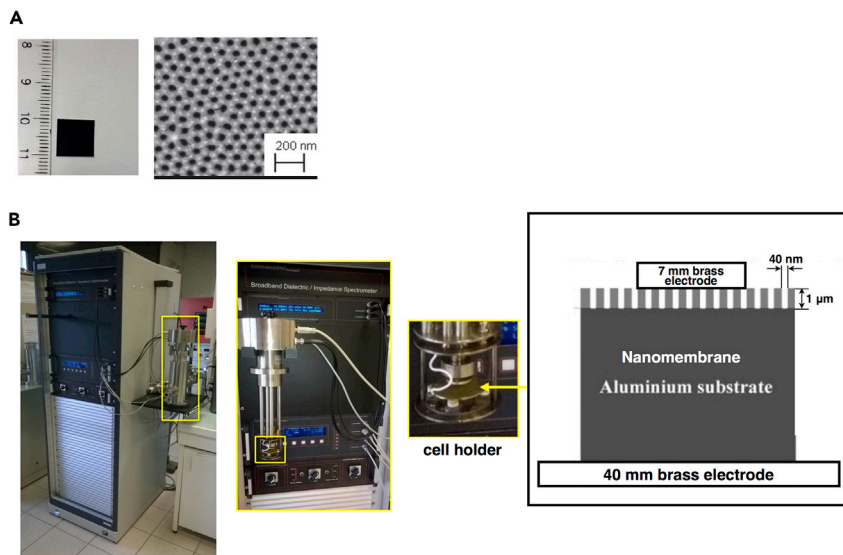 A
8
9
10
11
200 nm
B
Broadband Dielectric / Impedance Spectrometer
cell holder
7 mm brass
electrode
40 nm
1 µm
Nanomembrane
Aluminium substrate
40 mm brass electrode